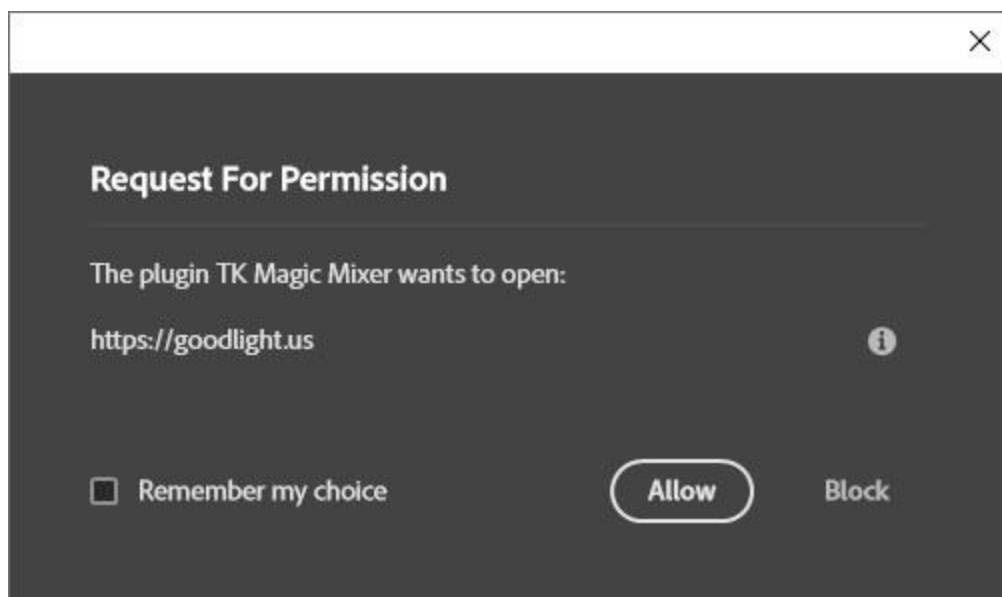 Request For Permission
The plugin TK Magic Mixer wants to open:
https://goodlight.us
Remember my choice
Allow
Block